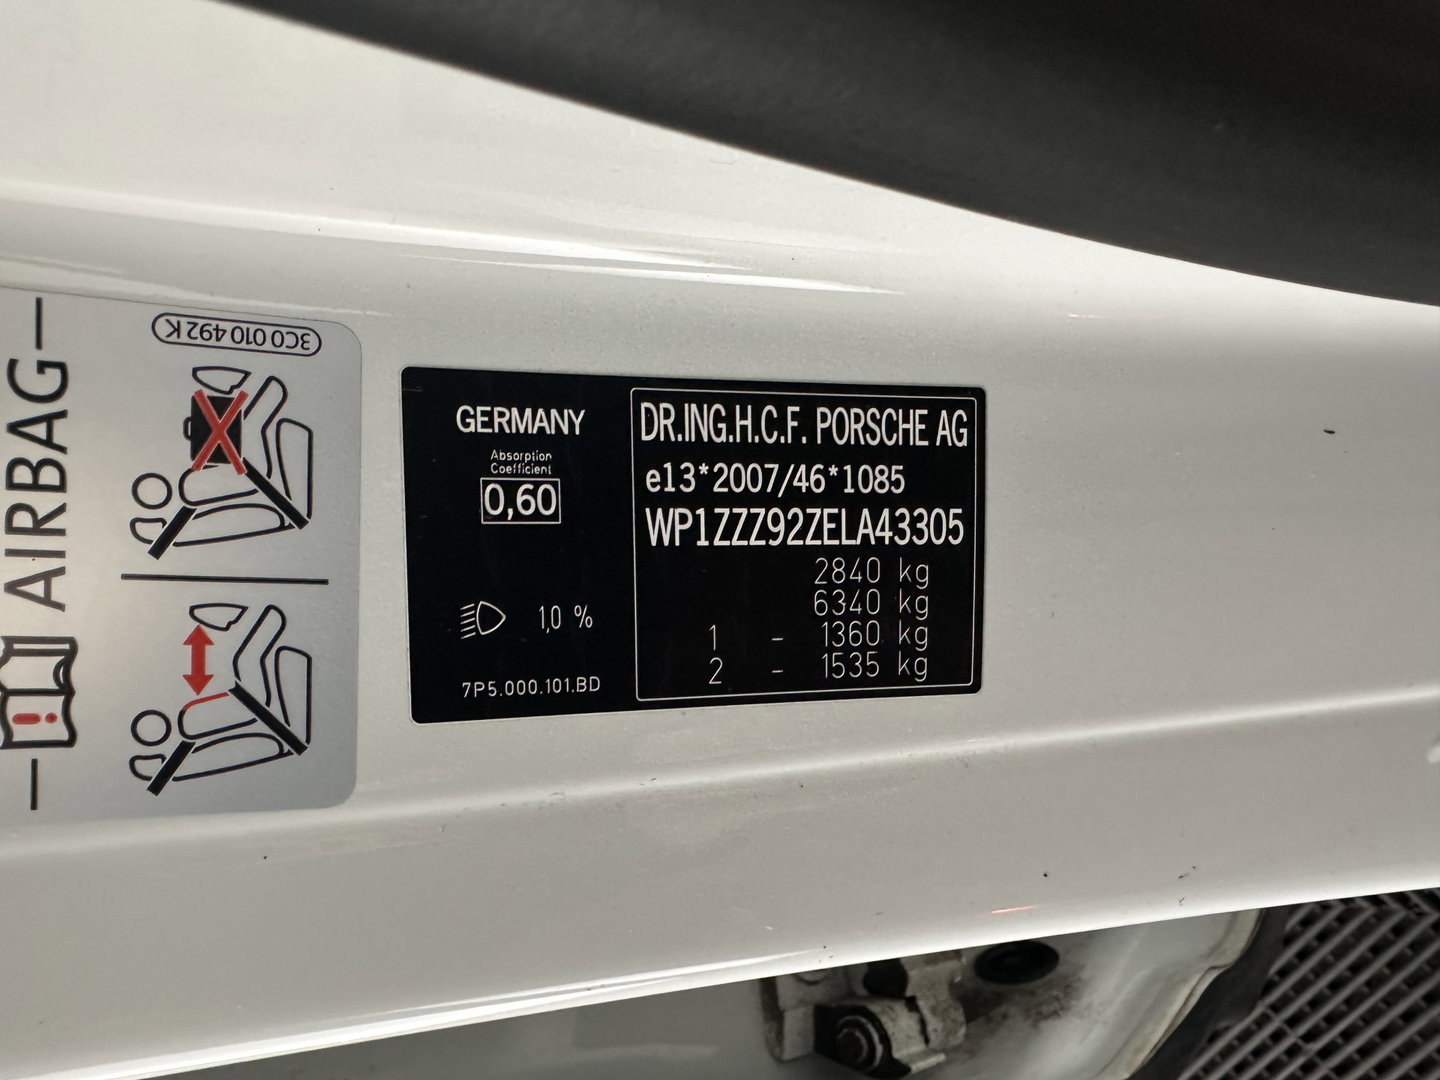 AIRBAG
3C0 010 492 K
GERMANY
Absorption
Coefficient
0,60
1,0 %
7P5.000.101.BD
DR.ING.H.C.F. PORSCHE AG
e13*2007/46*1085
WP1ZZZ92ZELA43305
2840 kg
6340 kg
1 - 1360 kg
2 - 1535 kg